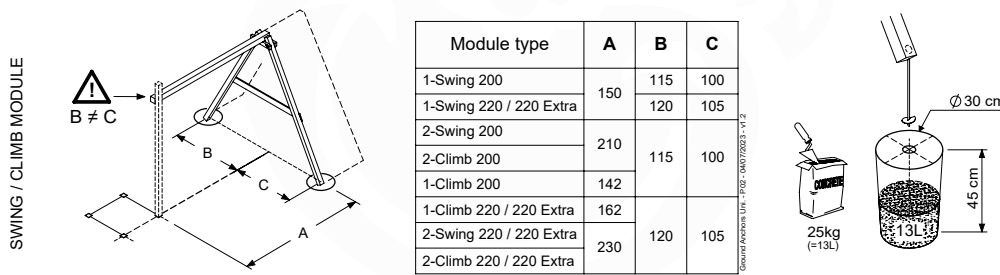 SWING / CLIMB MODULE
B ≠ C
B
C
A
Module type A B C
1-Swing 200 150 115 100
1-Swing 220 / 220 Extra 120 105
2-Swing 200 210 115 100
2-Climb 200
1-Climb 200 142
1-Climb 220 / 220 Extra 162 120 105
2-Swing 220 / 220 Extra 230
2-Climb 220 / 220 Extra
Ground Anchors Uni. - P02 - 04/07/2023 - v1.2
Ø 30 cm
CONCRETE
25kg
(=13L)
13L
45 cm